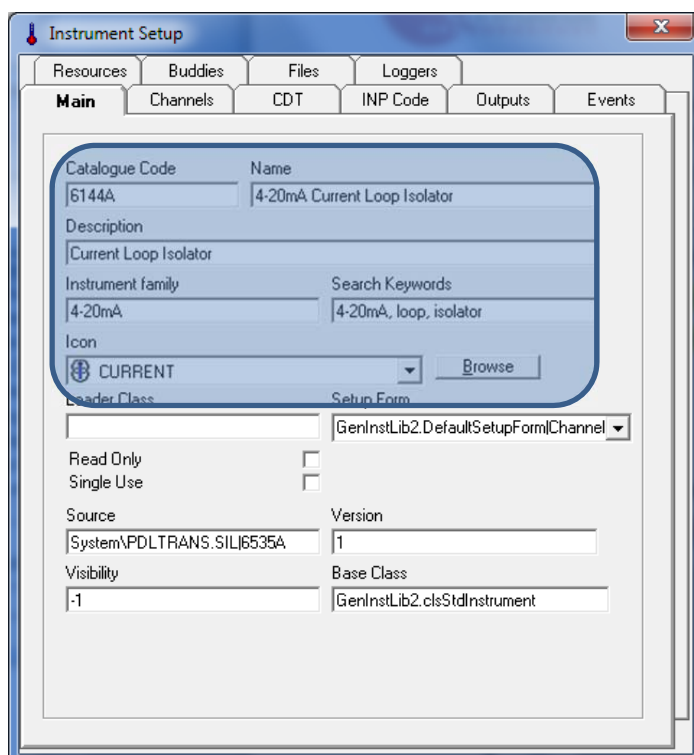 Instrument Setup
X
Resources Buddies Files Loggers
Main Channels CDT INP Code Outputs Events
Catalogue Code Name
6144A 4-20mA Current Loop Isolator
Description
Current Loop Isolator
Instrument family Search Keywords
4-20mA 4-20mA, loop, isolator
Icon
CURRENT Browse
Loader Class Setup Form
GenInstLib2.DefaultSetupForm|Channel
Read Only
Single Use
Source Version
System\PDLTRANS.SIL|6535A 1
Visibility Base Class
-1 GenInstLib2.clsStdInstrument